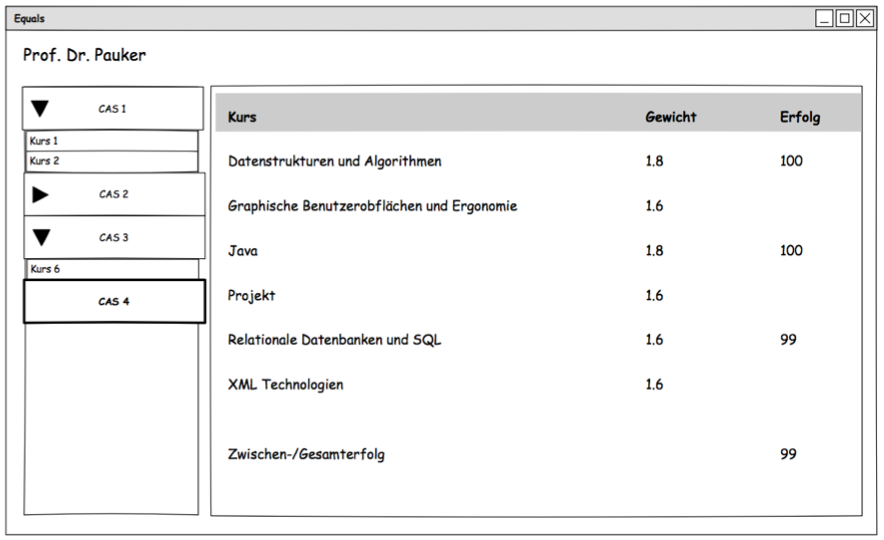 Equals
Prof. Dr. Pauker
CAS 1
Kurs 1
Kurs 2
CAS 2
CAS 3
Kurs 6
CAS 4
Kurs Gewicht Erfolg
Datenstrukturen und Algorithmen 1.8 100
Graphische Benutzerobflächen und Ergonomie 1.6
Java 1.8 100
Projekt 1.6
Relationale Datenbanken und SQL 1.6 99
XML Technologien 1.6
Zwischen-/Gesamterfolg 99